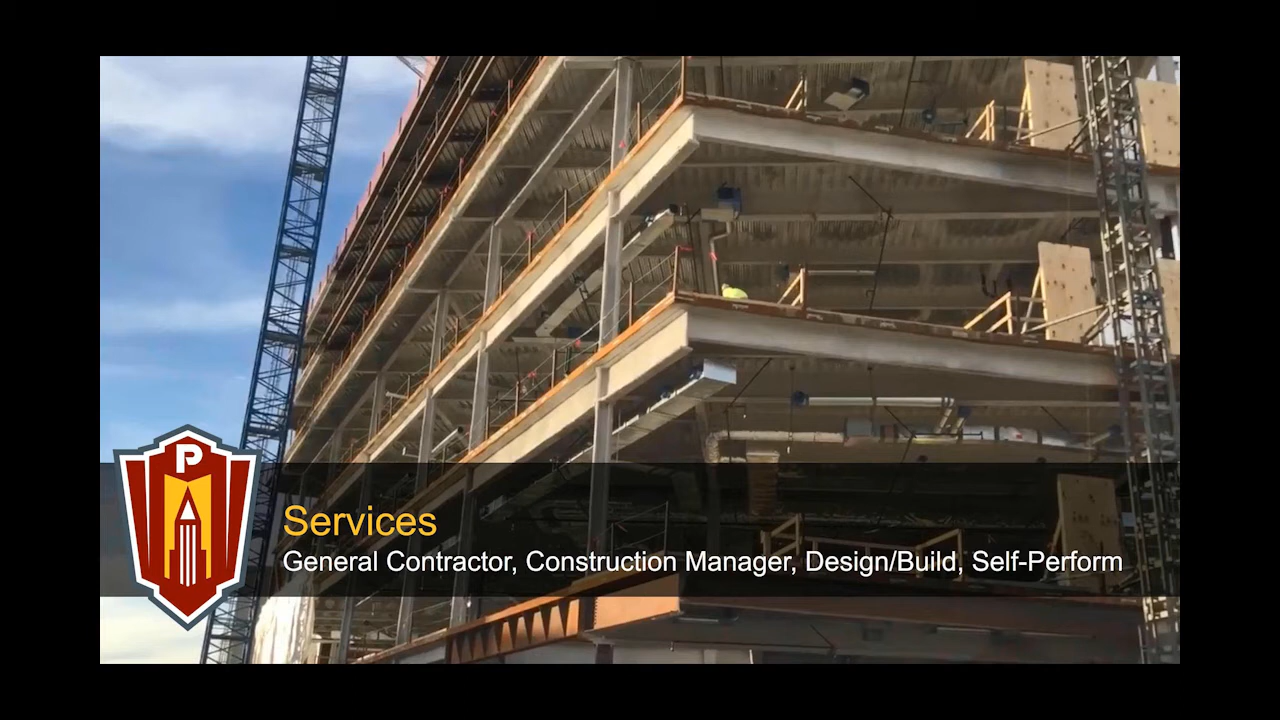 P
Services
General Contractor, Construction Manager, Design/Build, Self-Perform